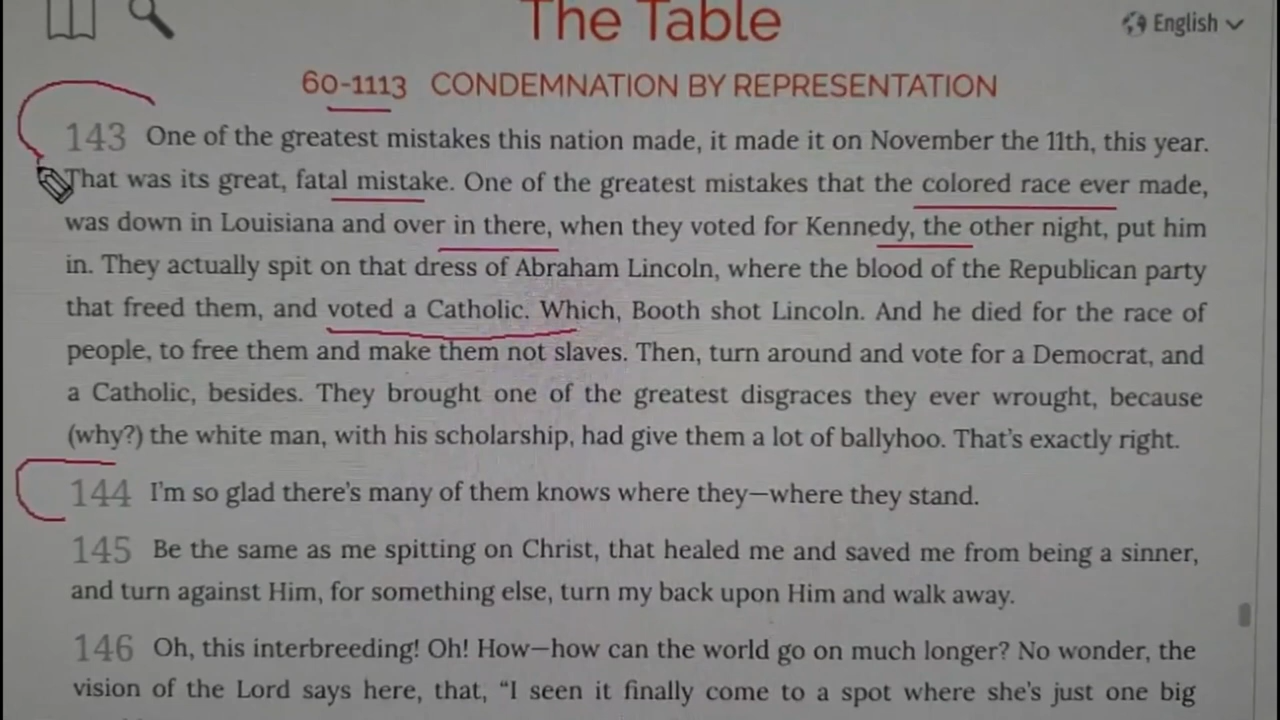 The Table
English
60-1113 CONDEMNATION BY REPRESENTATION
143 One of the greatest mistakes this nation made, it made it on November the 11th, this year.
That was its great, fatal mistake. One of the greatest mistakes that the colored race ever made,
was down in Louisiana and over in there, when they voted for Kennedy, the other night, put him
in. They actually spit on that dress of Abraham Lincoln, where the blood of the Republican party
that freed them, and voted a Catholic. Which, Booth shot Lincoln. And he died for the race of
people, to free them and make them not slaves. Then, turn around and vote for a Democrat, and
a Catholic, besides. They brought one of the greatest disgraces they ever wrought, because
(why?) the white man, with his scholarship, had give them a lot of ballyhoo. That's exactly right.
144 I'm so glad there's many of them knows where they—where they stand.
145 Be the same as me spitting on Christ, that healed me and saved me from being a sinner,
and turn against Him, for something else, turn my back upon Him and walk away.
146 Oh, this interbreeding! Oh! How—how can the world go on much longer? No wonder, the
vision of the Lord says here, that, “I seen it finally come to a spot where she's just one big